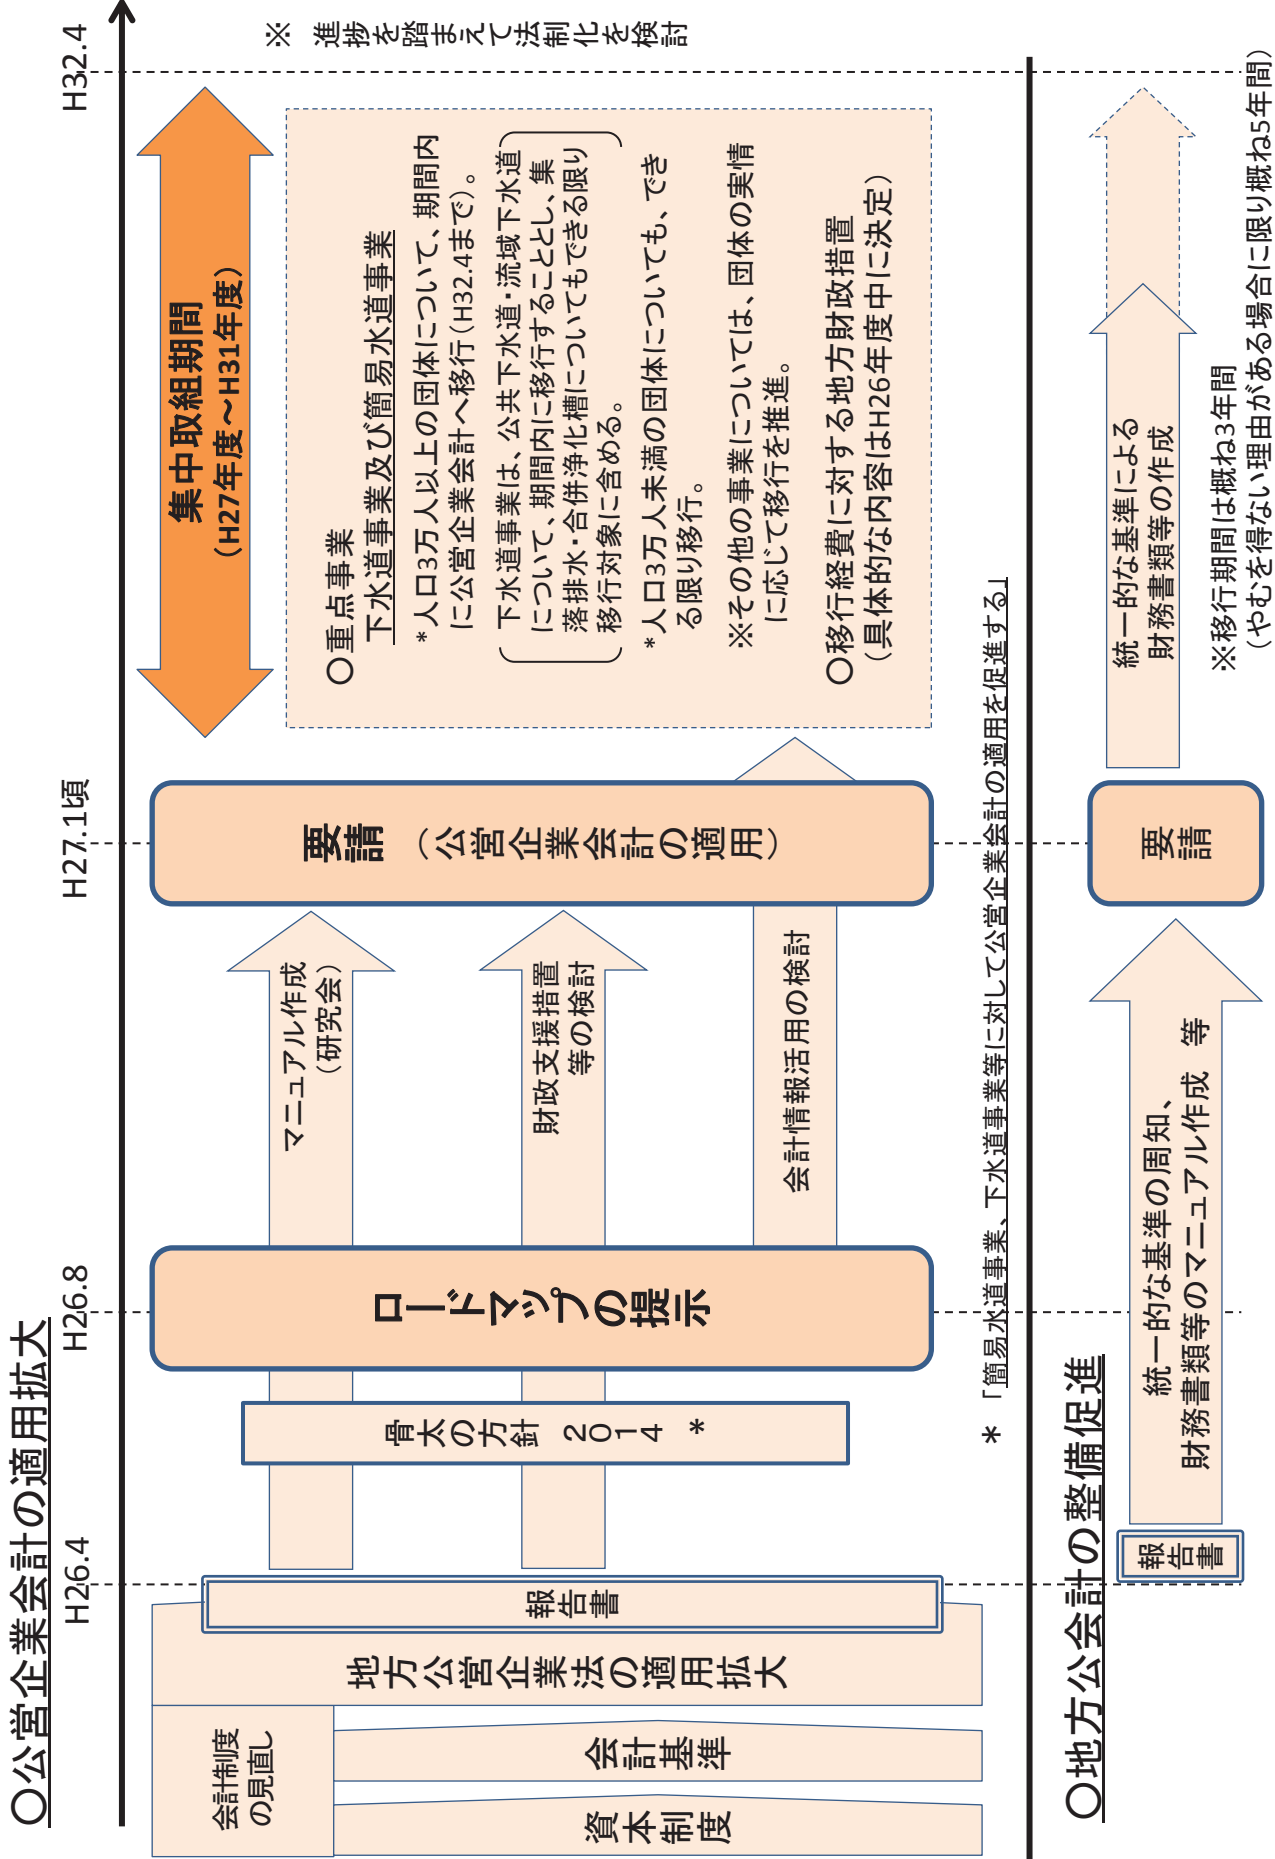 ○公営企業会計の適用拡大
H26.4
H26.8
H27.1頃
H32.4
会計制度
の見直し
資本制度
会計基準
地方公営企業法の適用拡大
報告書
骨太の方針 2014 *
ロードマップの提示
マニュアル作成
(研究会)
財政支援措置
等の検討
会計情報活用の検討
要請 (公営企業会計の適用)
集中取組期間
(H27年度~H31年度)
※ 進捗を踏まえて法制化を検討
○重点事業
下水道事業及び簡易水道事業
*人口3万人以上の団体について、期間内
に公営企業会計へ移行(H32.4まで)。
下水道事業は、公共下水道・流域下水道
について、期間内に移行することとし、集
落排水・合併浄化槽についてもできる限り
移行対象に含める。
*人口3万人未満の団体についても、でき
る限り移行。
※その他の事業については、団体の実情
に応じて移行を推進。
○移行経費に対する地方財政措置
(具体的な内容はH26年度中に決定)
* 「簡易水道事業、下水道事業等に対して公営企業会計の適用を促進する」
○地方公会計の整備促進
報告書
統一的な基準の周知、
財務書類等のマニュアル作成 等
要請
統一的な基準による
財務書類等の作成
※移行期間は概ね3年間
(やむを得ない理由がある場合に限り概ね5年間)